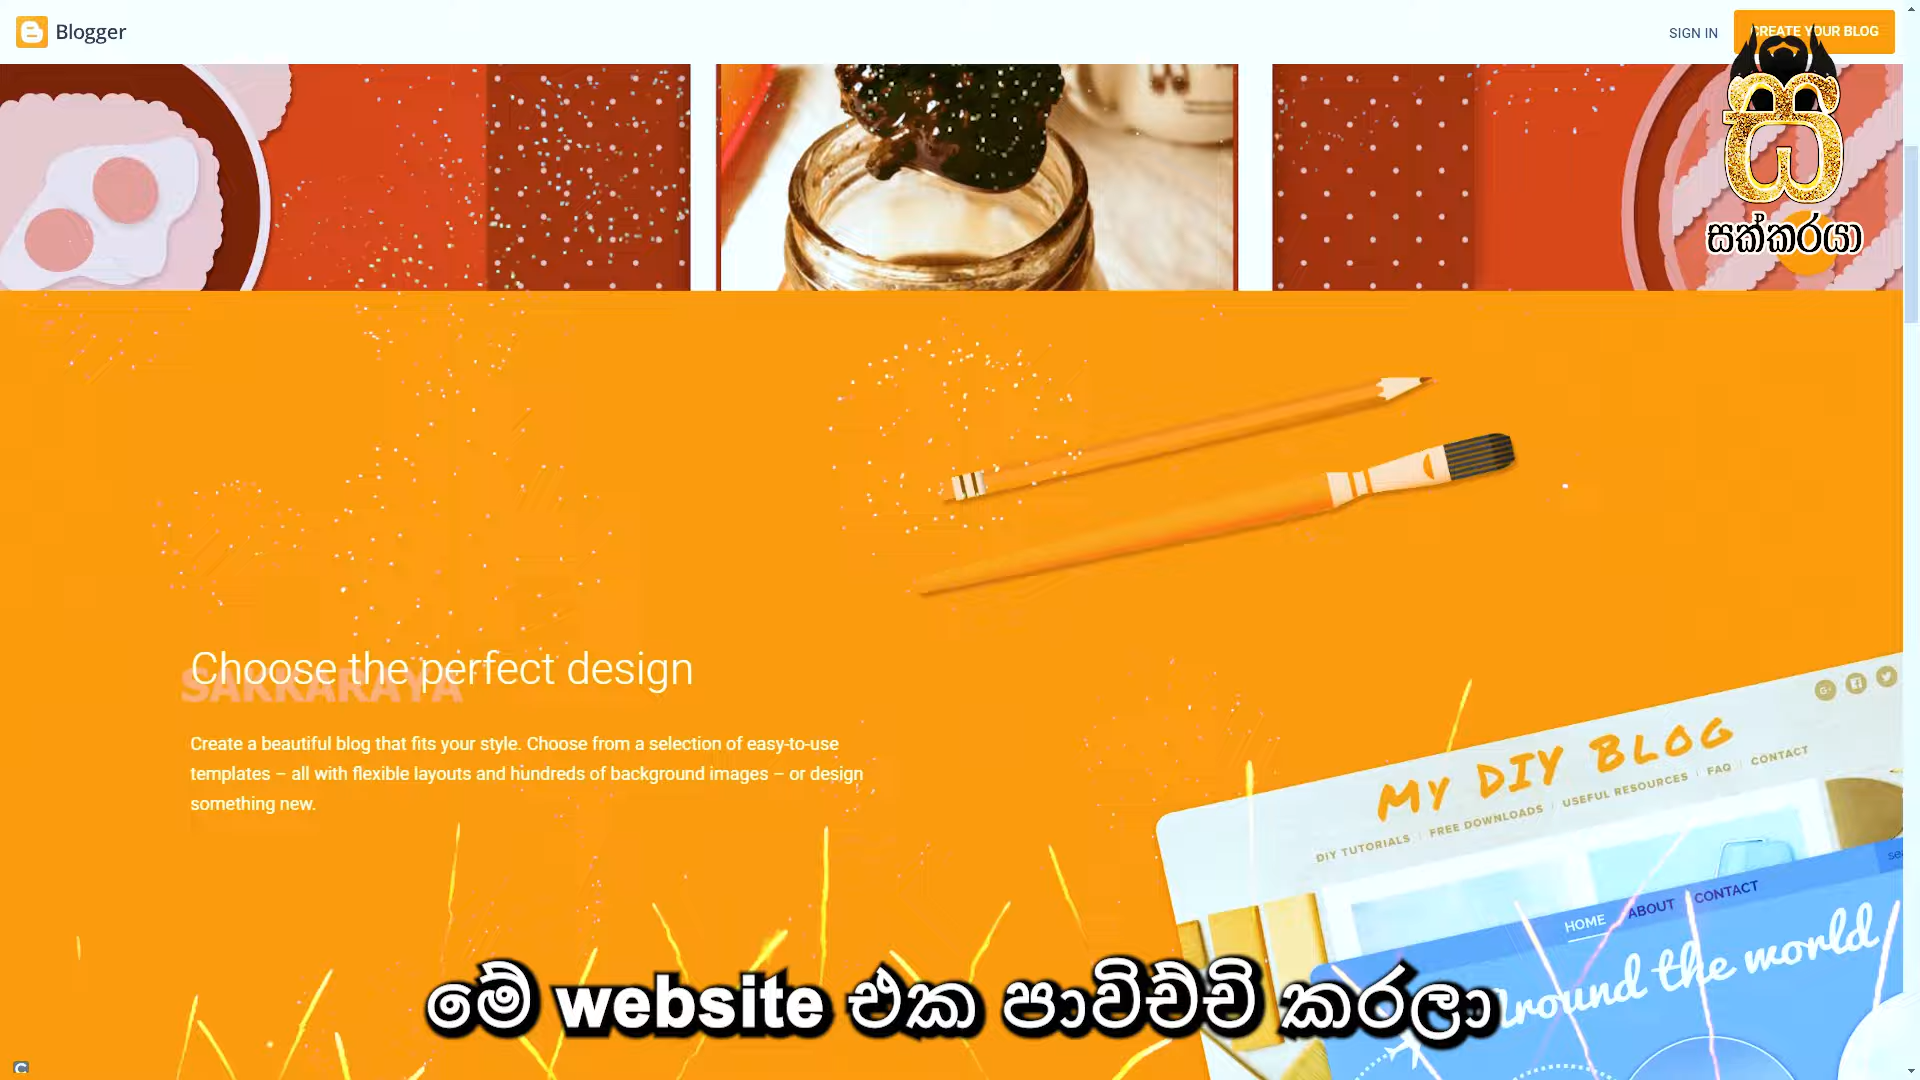 Blogger
SIGN IN
CREATE YOUR BLOG
සි
සක්කරයා
Choose the perfect design
SAKKARAYA
Create a beautiful blog that fits your style. Choose from a selection of easy-to-use
templates – all with flexible layouts and hundreds of background images – or design
something new.
MY DIY BLOG
DIY TUTORIALS | FREE DOWNLOADS | USEFUL RESOURCES | FAQ | CONTACT
HOME ABOUT CONTACT
around the world
මේ website එක පාවිච්චි කරලා